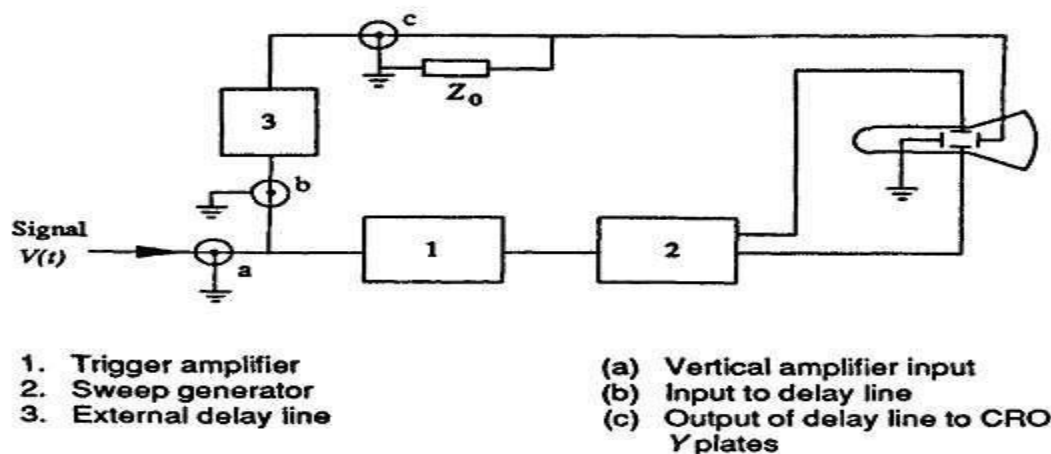 c
Z0
3
b
Signal
V(t)
a
1
2
1. Trigger amplifier
2. Sweep generator
3. External delay line
(a) Vertical amplifier input
(b) Input to delay line
(c) Output of delay line to CRO
Y plates